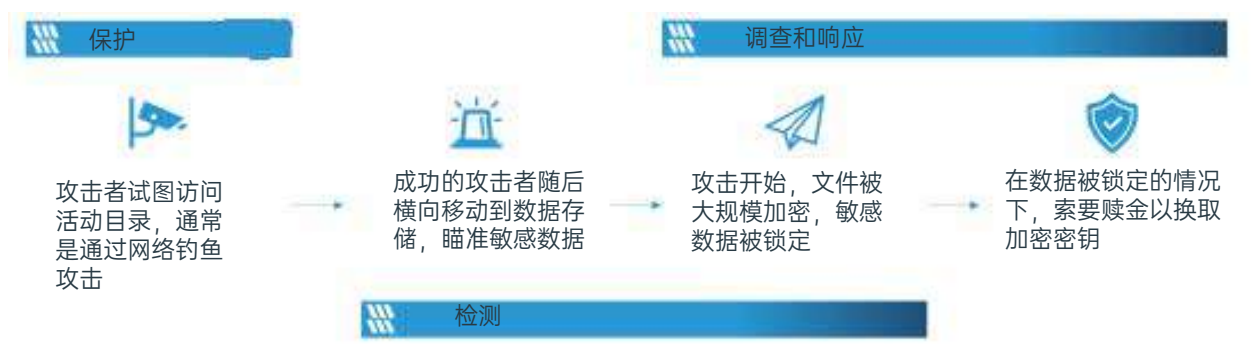 保护
调查和响应
攻击者试图访问
活动目录，通常
是通过网络钓鱼
攻击
成功的攻击者随后
横向移动到数据存
储，瞄准敏感数据
攻击开始，文件被
大规模加密，敏感
数据被锁定
在数据被锁定的情况
下，索要赎金以换取
加密密钥
检测